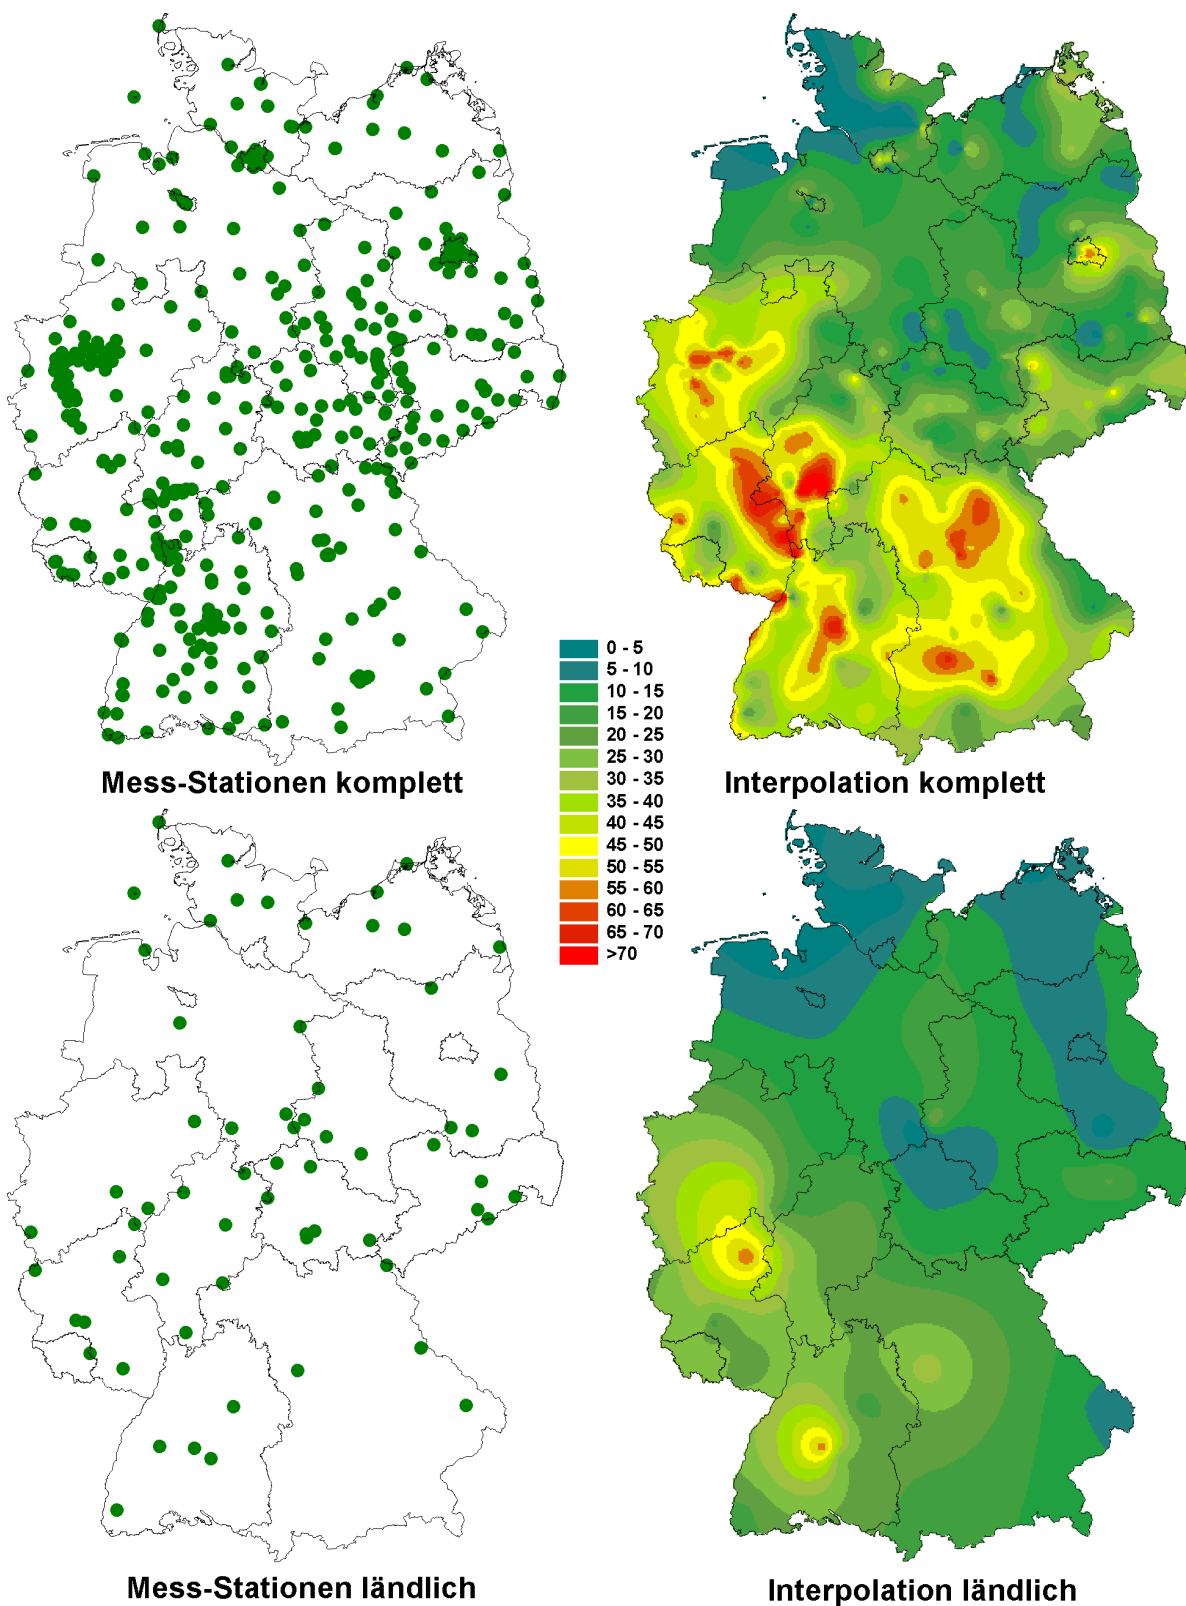 0 - 5
5 - 10
10 - 15
15 - 20
20 - 25
25 - 30
30 - 35
35 - 40
40 - 45
45 - 50
50 - 55
55 - 60
60 - 65
65 - 70
>70
Mess-Stationen komplett
Interpolation komplett
Mess-Stationen ländlich
Interpolation ländlich